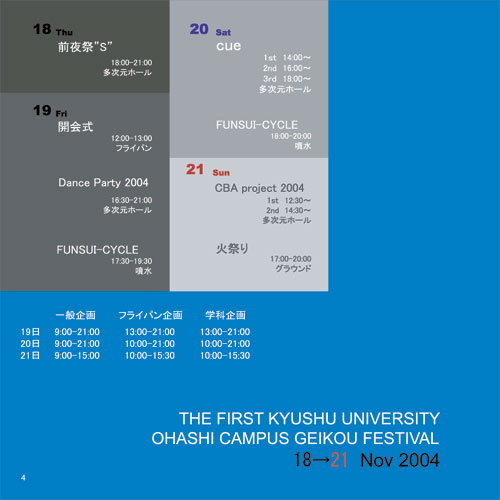 18 Thu
前夜祭”S”
18:00-21:00
多次元ホール
19 Fri
開会式
12:00-13:00
フライパン
Dance Party 2004
16:30-21:00
多次元ホール
FUNSUI-CYCLE
17:30-19:30
噴水
20 Sat
cue
1st 14:00〜
2nd 16:00〜
3rd 18:00〜
多次元ホール
FUNSUI-CYCLE
18:00-20:00
噴水
21 Sun
CBA project 2004
1st 12:30〜
2nd 14:30〜
多次元ホール
火祭り
17:00-20:00
グラウンド
一般企画 フライパン企画 学科企画
19日 9:00-21:00 13:00-21:00 13:00-21:00
20日 9:00-21:00 10:00-21:00 10:00-21:00
21日 9:00-15:00 10:00-15:30 10:00-15:30
THE FIRST KYUSHU UNIVERSITY
OHASHI CAMPUS GEIKOU FESTIVAL
18→21 Nov 2004
4